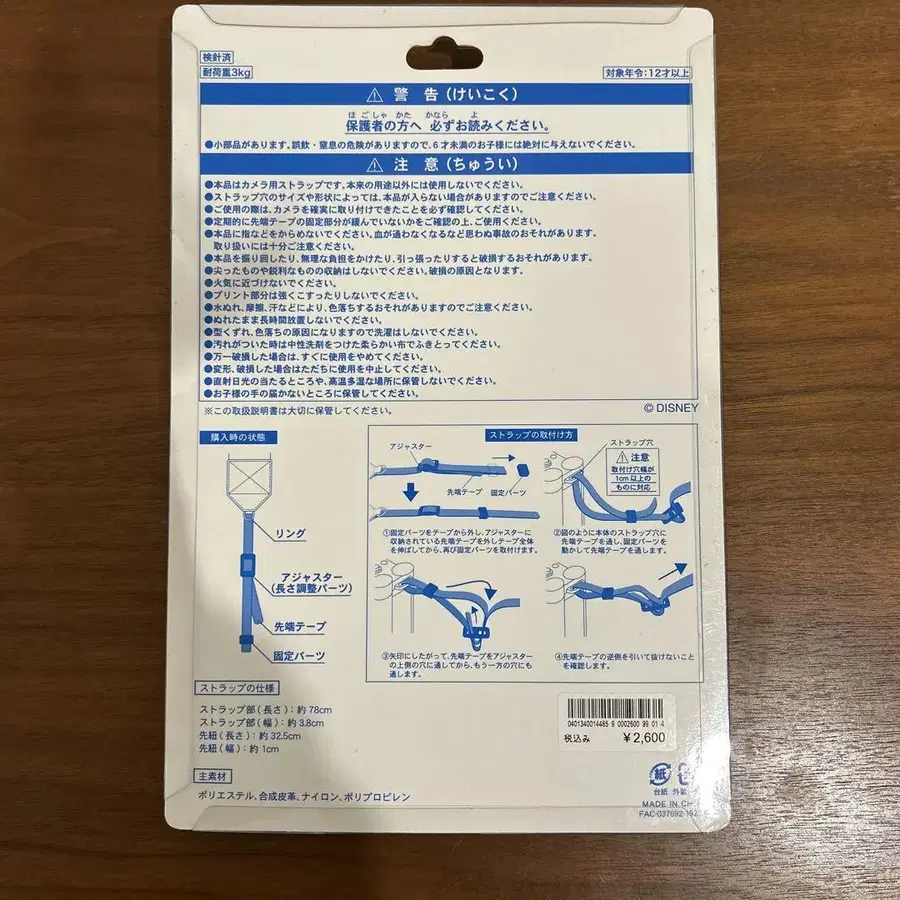 検針済
耐荷重3kg
対象年令:12才以上
⚠ 警 告 (けいこく)
ほ ご しゃ かた かなら よ
保護者の方へ 必ずお読みください。
●小部品があります。誤飲・窒息の危険がありますので、6才未満のお子様には絶対に与えないでください。
⚠ 注 意 (ちゅうい)
●本品はカメラ用ストラップです。本来の用途以外には使用しないでください。
●ストラップ穴のサイズや形状によっては、本品が入らない場合がありますのでご注意ください。
●ご使用の際は、カメラを確実に取り付けできたことを必ず確認してください。
●定期的に先端テープの固定部分が緩んでいないかをご確認の上、ご使用ください。
●本品に指などをからめないでください。血が通わなくなるなど思わぬ事故のおそれがあります。
取り扱いには十分ご注意ください。
●本品を振り回したり、無理な負担をかけたり、引っ張ったりすると破損するおそれがあります。
●尖ったものや鋭利なものの収納はしないでください。破損の原因となります。
●火気に近づけないでください。
●プリント部分は強くこすったりしないでください。
●水ぬれ、摩擦、汗などにより、色落ちするおそれがありますのでご注意ください。
●ぬれたまま長時間放置しないでください。
●型くずれ、色落ちの原因になりますので洗濯はしないでください。
●汚れがついた時は中性洗剤をつけた柔らかい布でふきとってください。
●万一破損した場合は、すぐに使用をやめてください。
●変形、破損した場合はただちに使用を中止してください。
●直射日光の当たるところや、高温多湿な場所に保管しないでください。
●お子様の手の届かないところに保管してください。
※この取扱説明書は大切に保管してください。
© DISNEY
購入時の状態
リング
アジャスター
(長さ調整パーツ)
先端テープ
固定パーツ
ストラップの取付け方
アジャスター
先端テープ
固定パーツ
①固定パーツをテープから外し、アジャスターに
収納されている先端テープを外しテープ全体
を伸ばしてから、再び固定パーツを取付けます。
ストラップ穴
⚠ 注意
取付け穴幅が
1cm以上の
ものに対応
②図のように本体のストラップ穴に
先端テープを通し、固定パーツを
動かして先端テープを通します。
③矢印にしたがって、先端テープをアジャスター
の上側の穴に通してから、もう一方の穴にも
通します。
④先端テープの逆側を引いて抜けないこと
を確認します。
ストラップの仕様
ストラップ部(長さ):約78cm
ストラップ部(幅):約3.8cm
先紐(長さ):約32.5cm
先紐(幅):約1cm
主素材
ポリエステル、合成皮革、ナイロン、ポリプロピレン
0401340014465 9 0002600 99 01 4
税込み ¥2,600
紙
台紙 外装
MADE IN CH
FAC-037692-